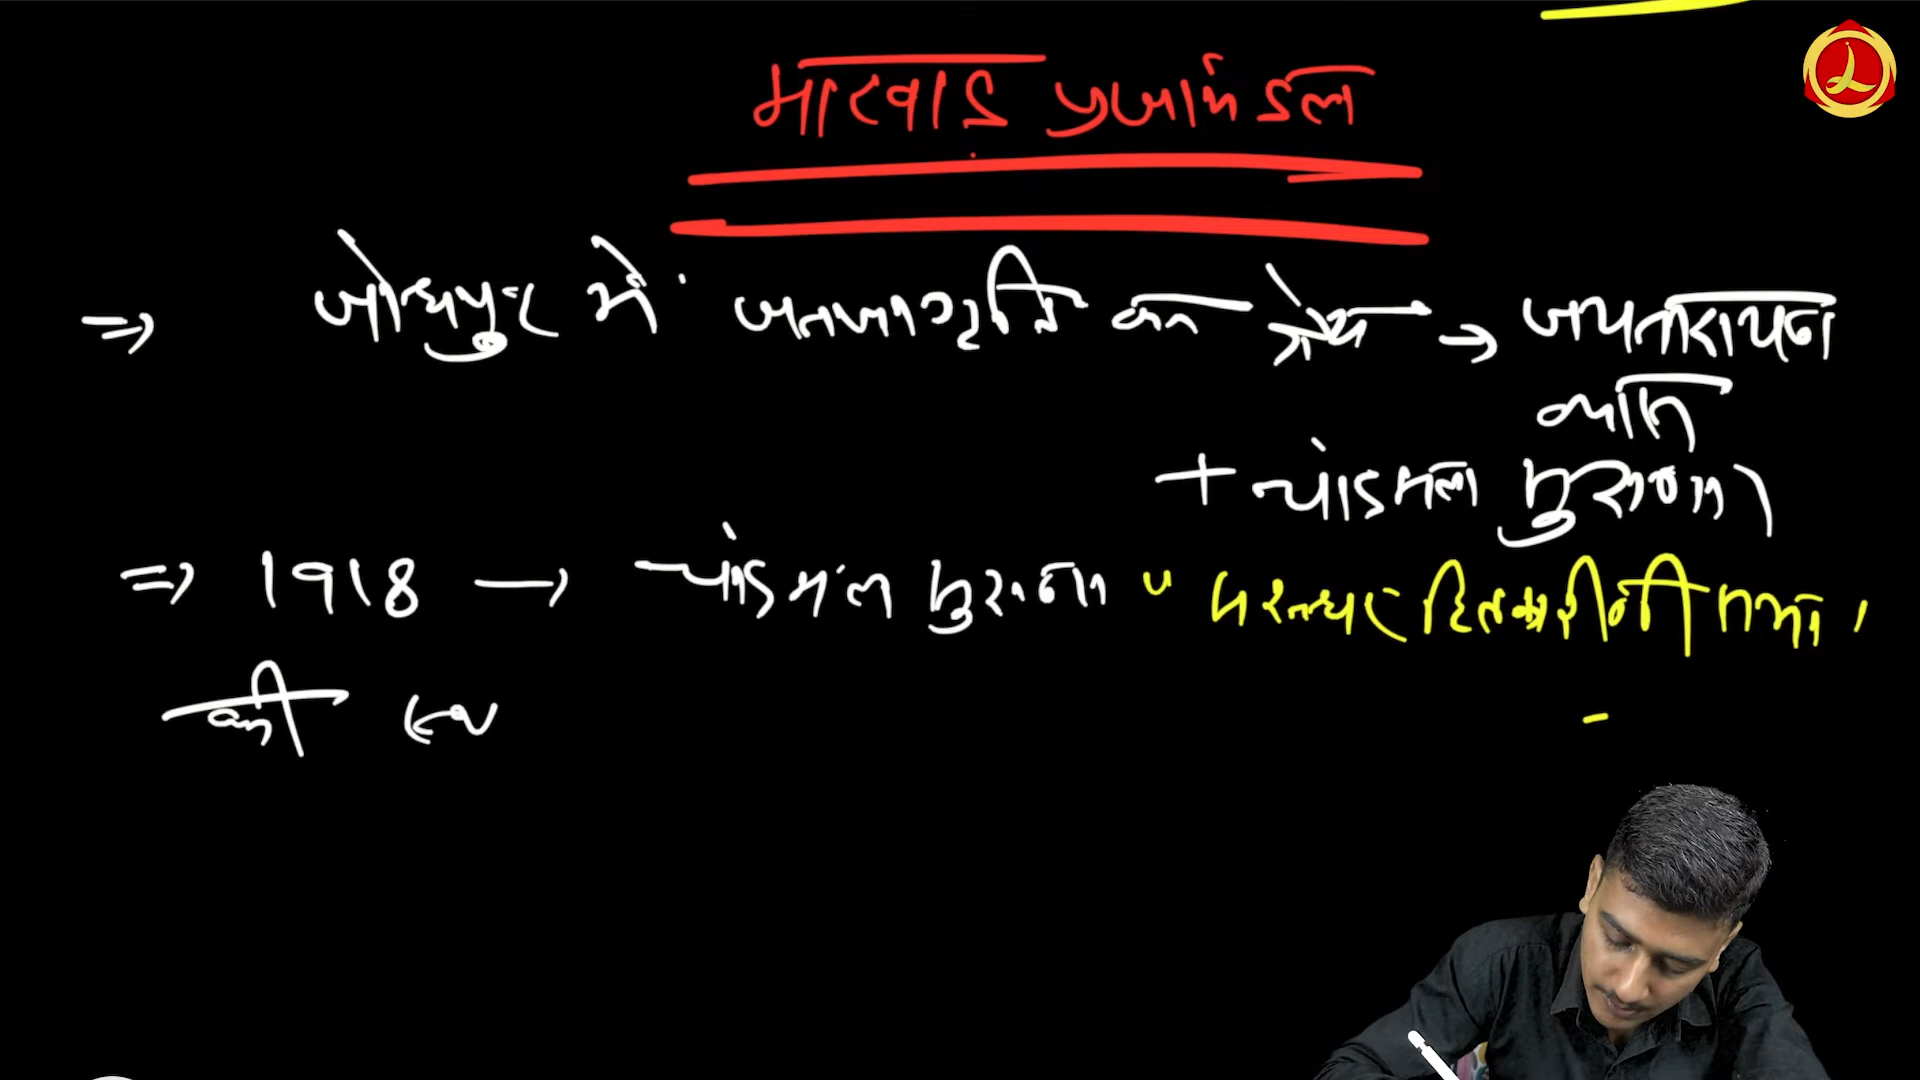 मारवाड़ प्रजामंडल
⇒ जोधपुर में जनजागृति का श्रेय → जयनारायण
व्यास
+ चांदमल सुराणा
⇒ 1918 → चांदमल सुराणा " मरुधर हितकारीणी सभा "
की स्थ